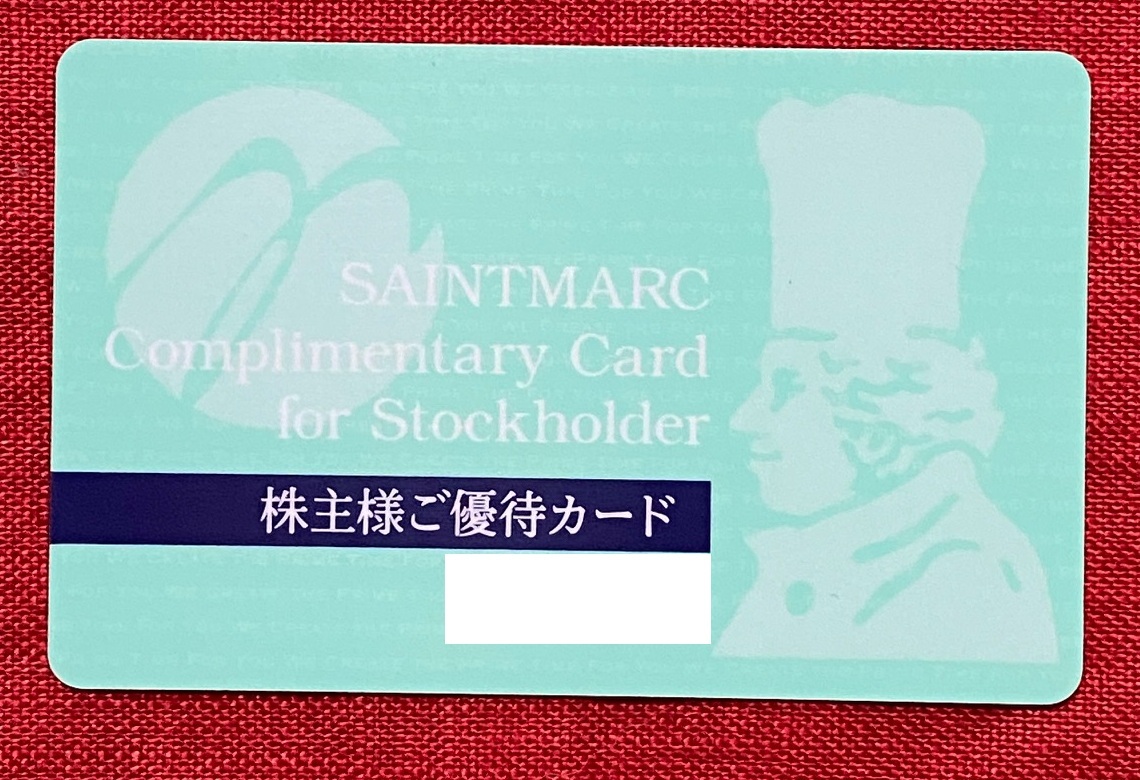 SAINTMARC
Complimentary Card
for Stockholder
株主様ご優待カード